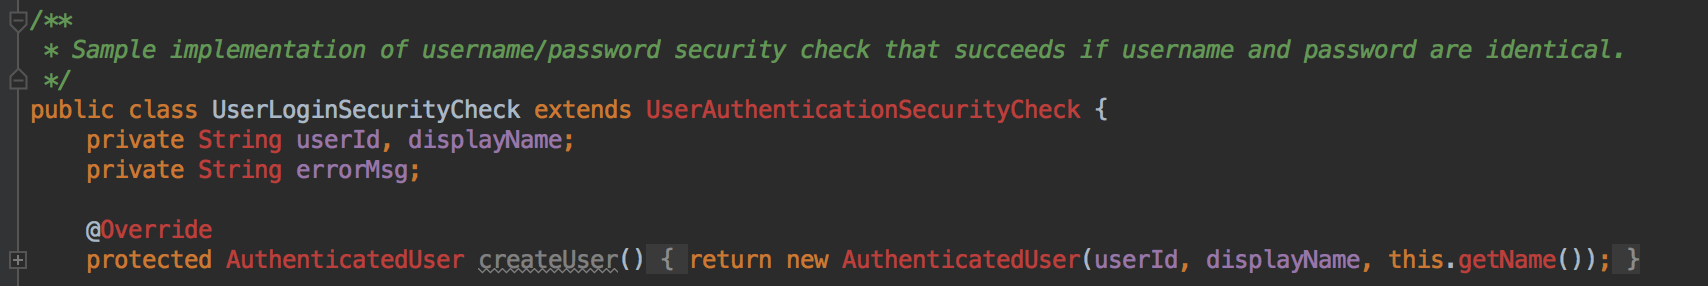 /**
 * Sample implementation of username/password security check that succeeds if username and password are identical.
 */
public class UserLoginSecurityCheck extends UserAuthenticationSecurityCheck {
    private String userId, displayName;
    private String errorMsg;

    @Override
    protected AuthenticatedUser createUser() { return new AuthenticatedUser(userId, displayName, this.getName()); }